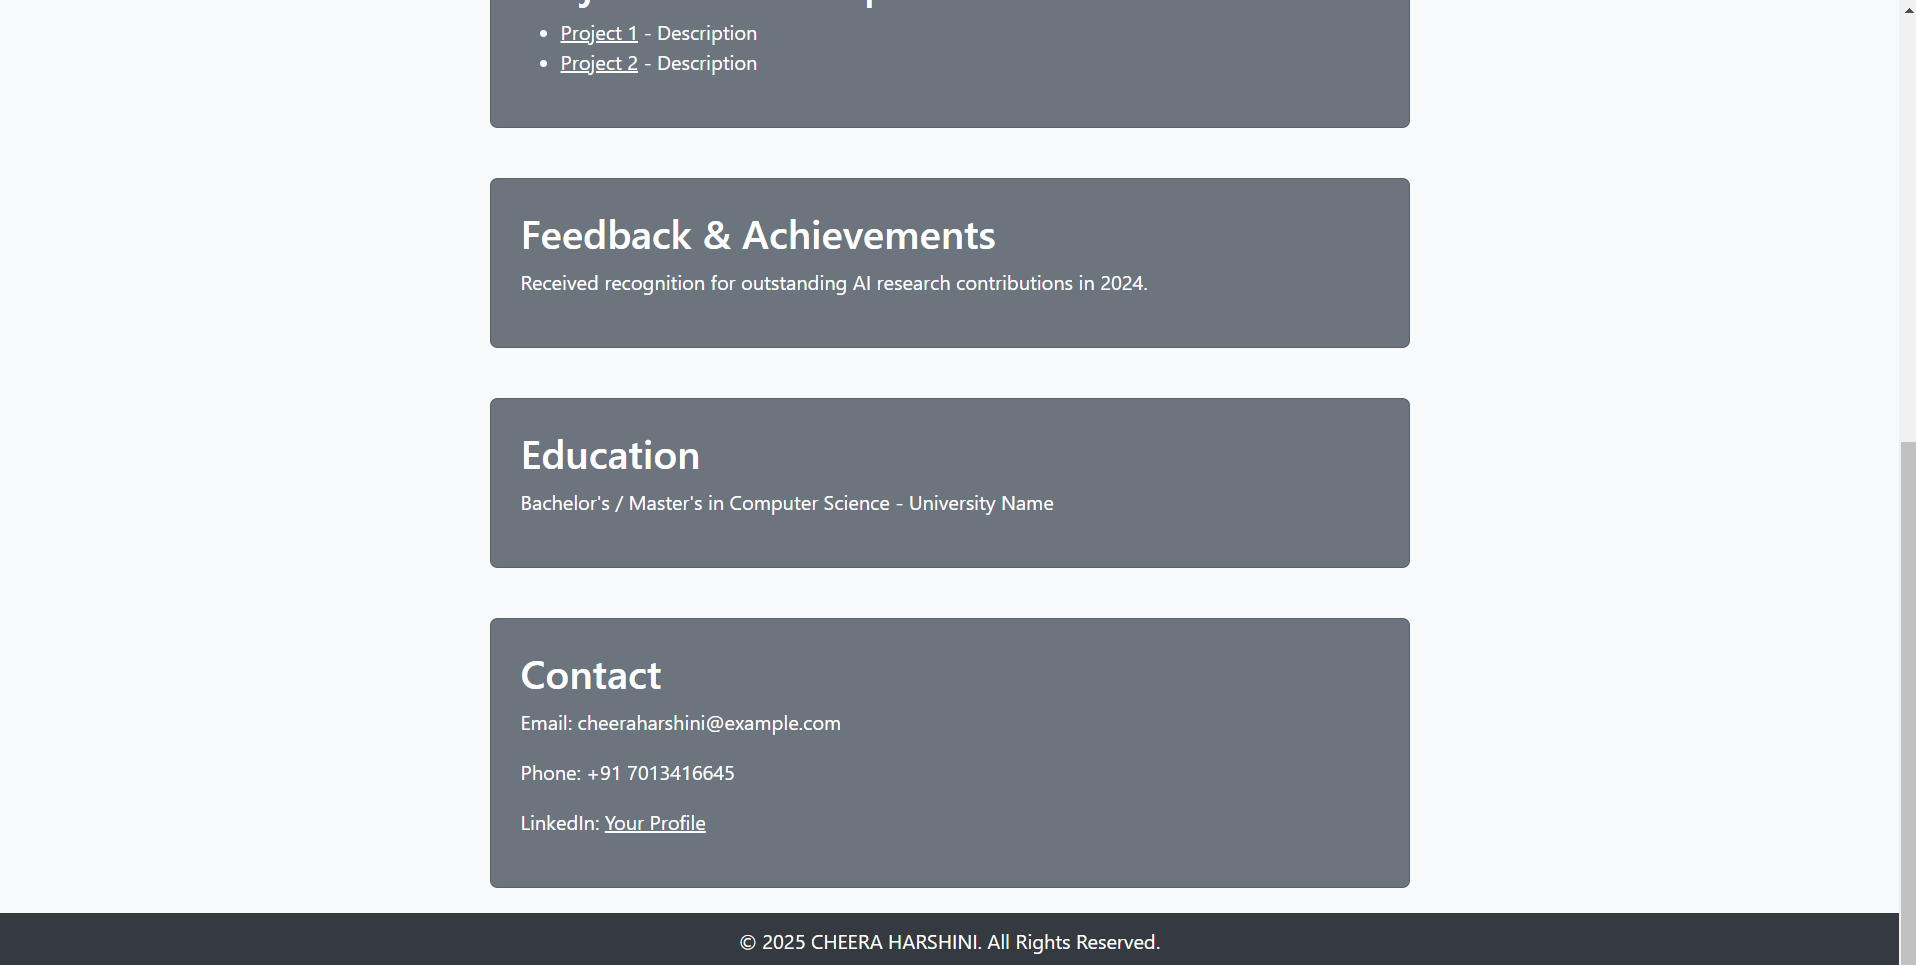 Project 1 - Description
Project 2 - Description
Feedback & Achievements
Received recognition for outstanding AI research contributions in 2024.
Education
Bachelor's / Master's in Computer Science - University Name
Contact
Email: cheeraharshini@example.com
Phone: +91 7013416645
LinkedIn: Your Profile
© 2025 CHEERA HARSHINI. All Rights Reserved.